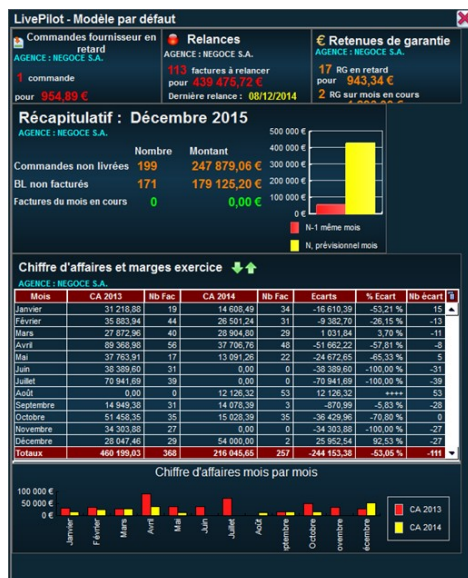 LivePilot - Modèle par défaut
Commandes fournisseur en
retard
AGENCE : NEGOCE S.A.
1 commande
pour 954,89 €
Relances
AGENCE : NEGOCE S.A.
113 factures à relancer
pour 439 475,72 €
Dernière relance : 08/12/2014
€ Retenues de garantie
AGENCE : NEGOCE S.A.
17 RG en retard
pour 943,34 €
2 RG sur mois en cours
Récapitulatif : Décembre 2015
AGENCE : NEGOCE S.A.
Nombre Montant
Commandes non livrées 199 247 879,06 €
BL non facturés 171 179 125,20 €
Factures du mois en cours 0 0,00 €
500 000 €
400 000 €
300 000 €
200 000 €
100 000 €
0 €
N-1 même mois
N, prévisionnel mois
Chiffre d'affaires et marges exercice
AGENCE : NEGOCE S.A.
Mois CA 2013 Nb Fac CA 2014 Nb Fac Ecarts % Ecart Nb écart
Janvier 31 218,88 19 14 608,49 34 -16 610,39 -53,21 % 15
Février 35 883,94 44 26 501,24 31 -9 382,70 -26,15 % -13
Mars 27 872,96 40 28 904,80 29 1 031,84 3,70 % -11
Avril 89 368,98 56 37 706,76 48 -51 662,22 -57,81 % -8
Mai 37 763,91 17 13 091,26 22 -24 672,65 -65,33 % 5
Juin 38 389,60 31 0,00 0 -38 389,60 -100,00 % -31
Juillet 70 941,69 39 0,00 0 -70 941,69 -100,00 % -39
Août 0,00 0 12 126,32 53 12 126,32 ++++ 53
Septembre 14 949,38 31 14 078,39 3 -870,99 -5,83 % -28
Octobre 51 458,35 35 15 028,39 35 -36 429,96 -70,80 % 0
Novembre 34 303,88 27 0,00 0 -34 303,88 -100,00 % -27
Décembre 28 047,46 29 54 000,00 2 25 952,54 92,53 % -27
Totaux 460 199,03 368 216 045,65 257 -244 153,38 -53,05 % -111
Chiffre d'affaires mois par mois
100 000 €
50 000 €
0 €
Janvier
Février
Mars
Avril
Mai
Juin
Juillet
Août
ptembre
Octobre
ovembre
écembre
CA 2013
CA 2014